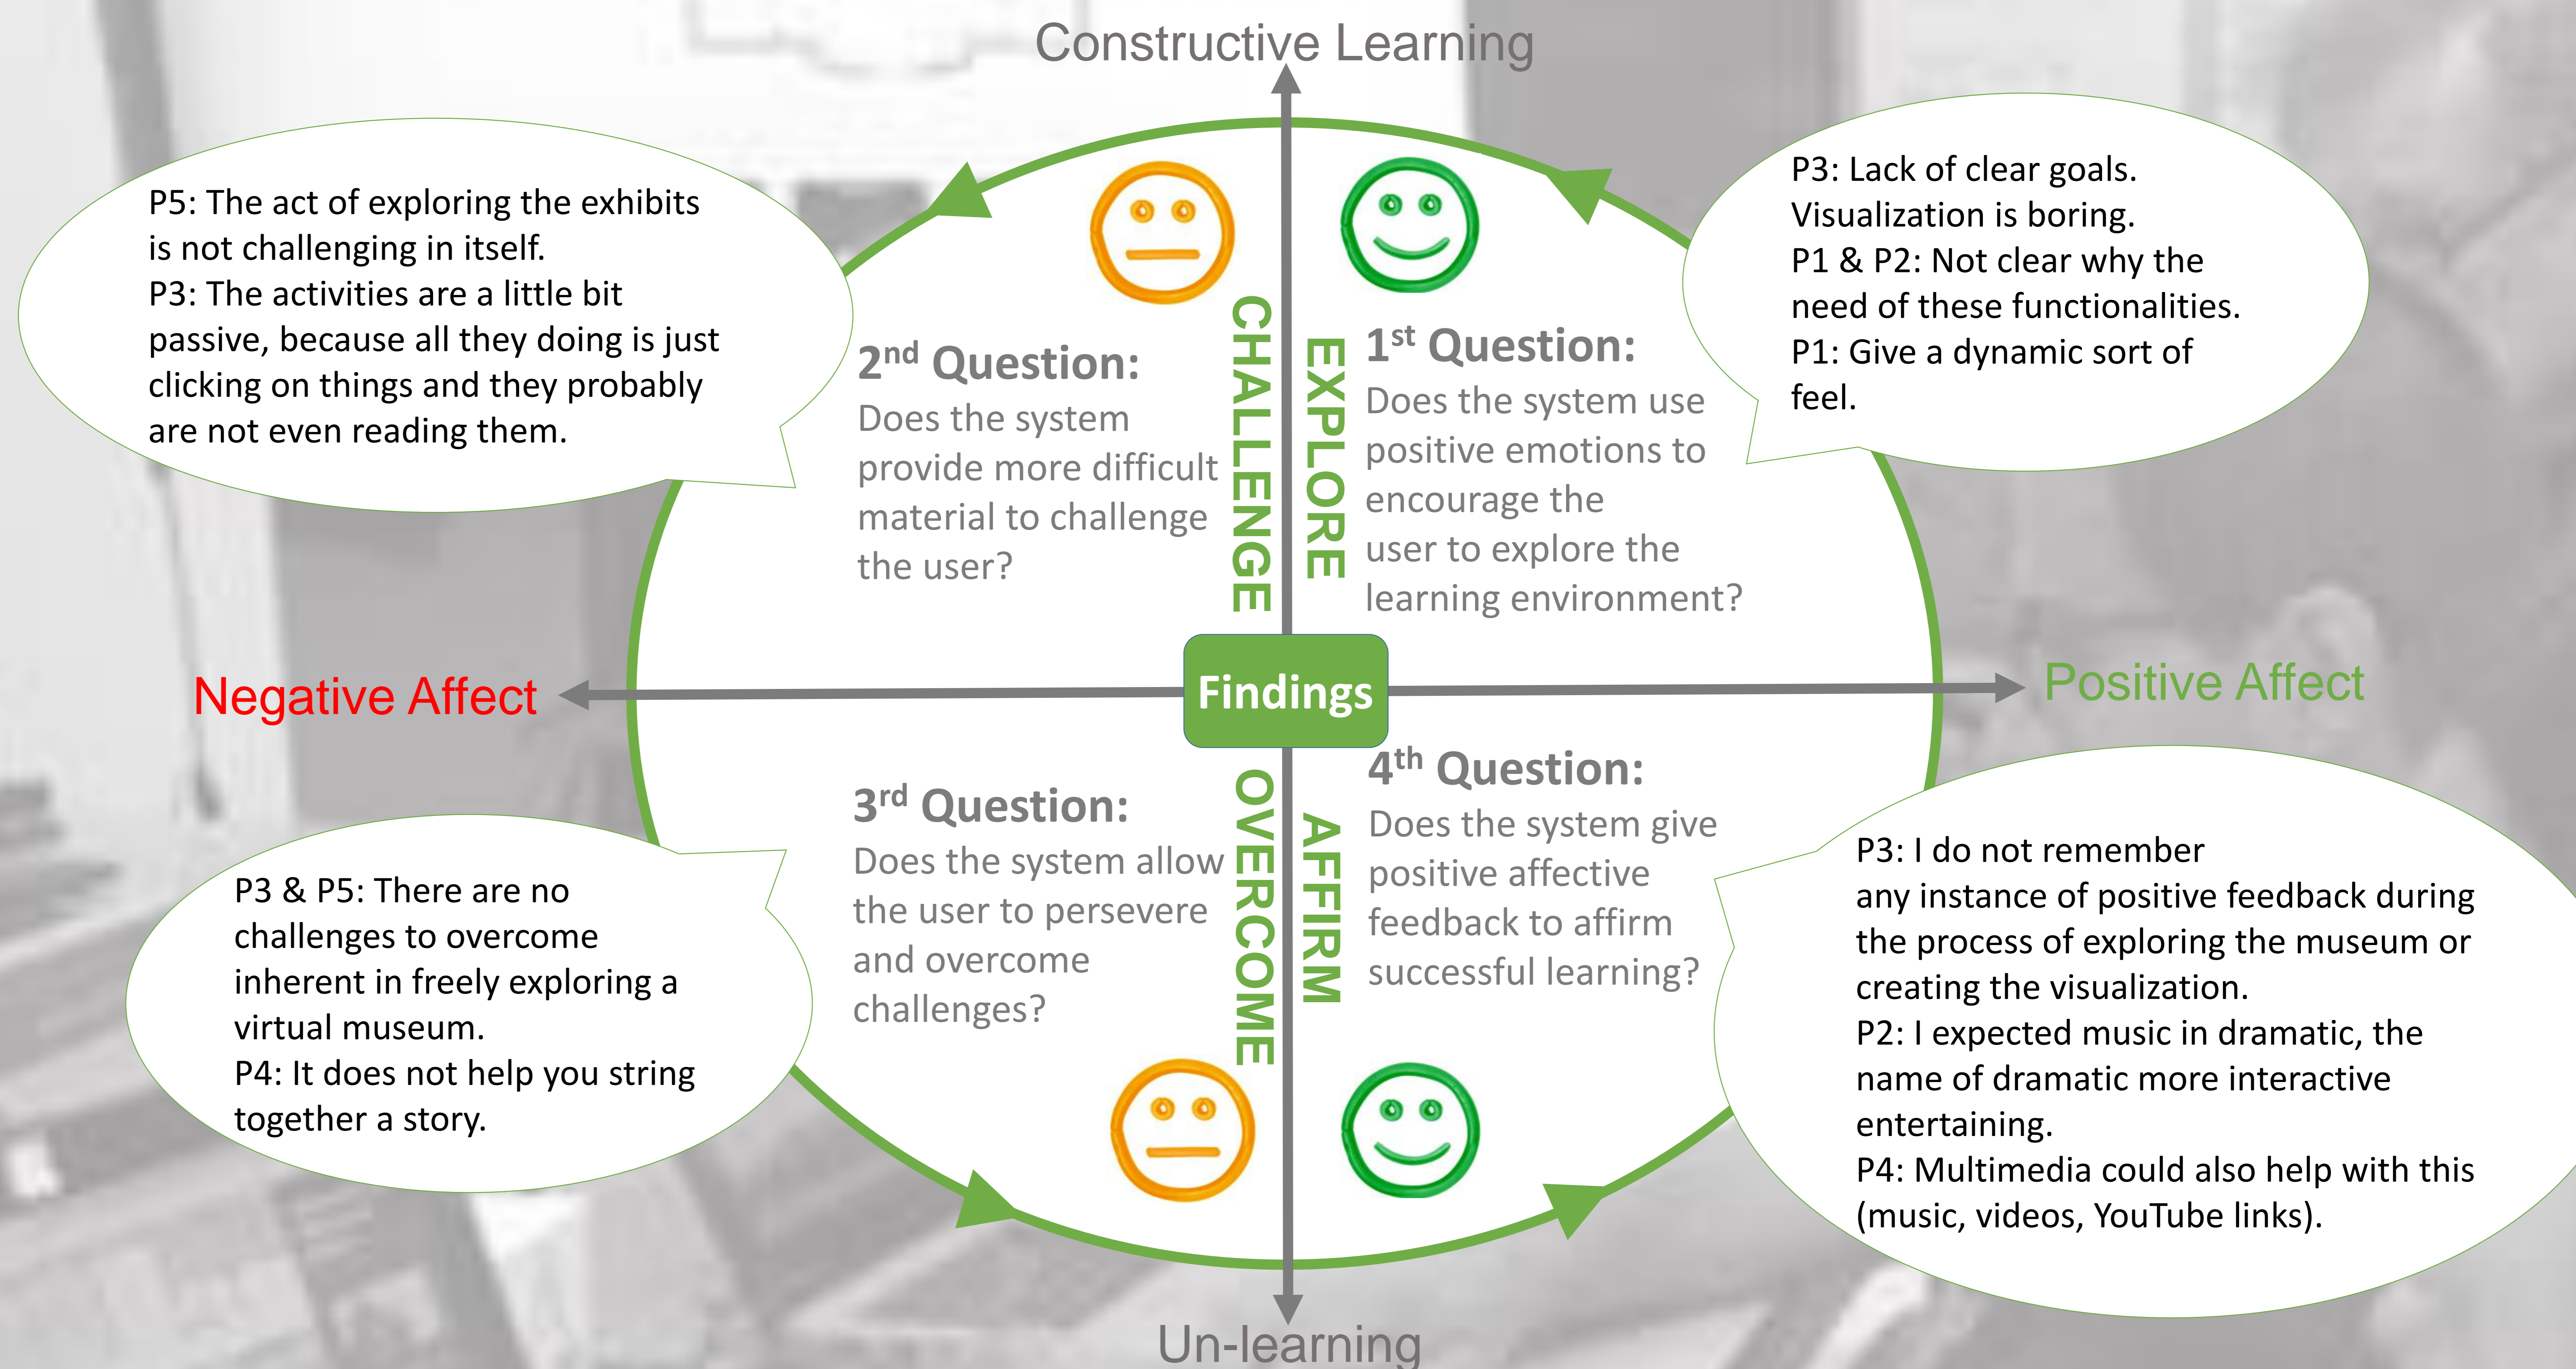 Constructive Learning
P5: The act of exploring the exhibits
is not challenging in itself.
P3: The activities are a little bit
passive, because all they doing is just
clicking on things and they probably
are not even reading them.
CHALLENGE
2nd Question:
Does the system
provide more difficult
material to challenge
the user?
EXPLORE
1st Question:
Does the system use
positive emotions to
encourage the
user to explore the
learning environment?
P3: Lack of clear goals.
Visualization is boring.
P1 & P2: Not clear why the
need of these functionalities.
P1: Give a dynamic sort of
feel.
Negative Affect
Findings
Positive Affect
P3 & P5: There are no
challenges to overcome
inherent in freely exploring a
virtual museum.
P4: It does not help you string
together a story.
3rd Question:
Does the system allow
the user to persevere
and overcome
challenges?
OVERCOME
AFFIRM
4th Question:
Does the system give
positive affective
feedback to affirm
successful learning?
P3: I do not remember
any instance of positive feedback during
the process of exploring the museum or
creating the visualization.
P2: I expected music in dramatic, the
name of dramatic more interactive
entertaining.
P4: Multimedia could also help with this
(music, videos, YouTube links).
Un-learning